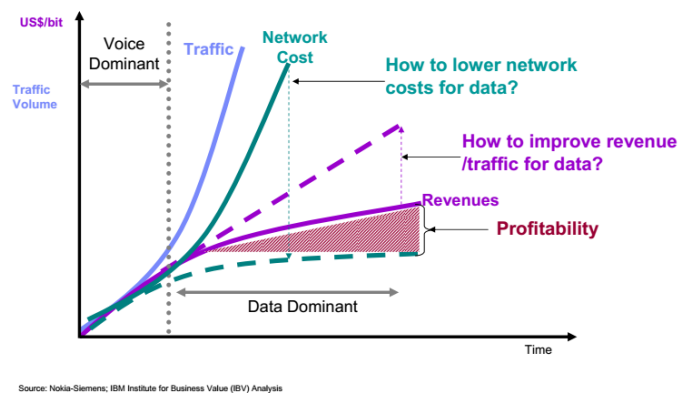 US$/bit
Voice
Dominant
Traffic
Network
Cost
Traffic
Volume
How to lower network
costs for data?
How to improve revenue
/traffic for data?
Revenues
Profitability
Data Dominant
Time
Source: Nokia-Siemens; IBM Institute for Business Value (IBV) Analysis